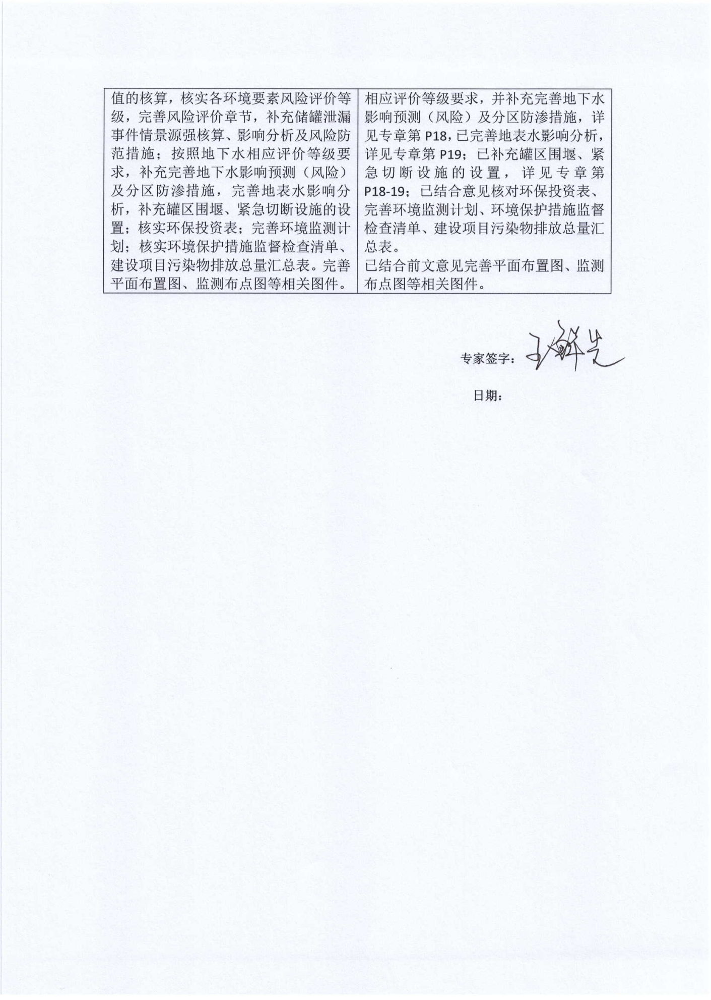 值的核算，核实各环境要素风险评价等
级，完善风险评价章节，补充储罐泄漏
事件情景源强核算、影响分析及风险防
范措施；按照地下水相应评价等级要
求，补充完善地下水影响预测（风险）
及分区防渗措施，完善地表水影响分
析，补充罐区围堰、紧急切断设施的设
置；核实环保投资表；完善环境监测计
划；核实环境保护措施监督检查清单、
建设项目污染物排放总量汇总表。完善
平面布置图、监测布点图等相关图件。
相应评价等级要求，并补充完善地下水
影响预测（风险）及分区防渗措施，详
见专章第 P18，已完善地表水影响分析，
详见专章第 P19；已补充罐区围堰、紧
急切断设施的设置，详见专章第
P18-19；已结合意见核对环保投资表、
完善环境监测计划、环境保护措施监督
检查清单、建设项目污染物排放总量汇
总表。
已结合前文意见完善平面布置图、监测
布点图等相关图件。
专家签字：王
日期：